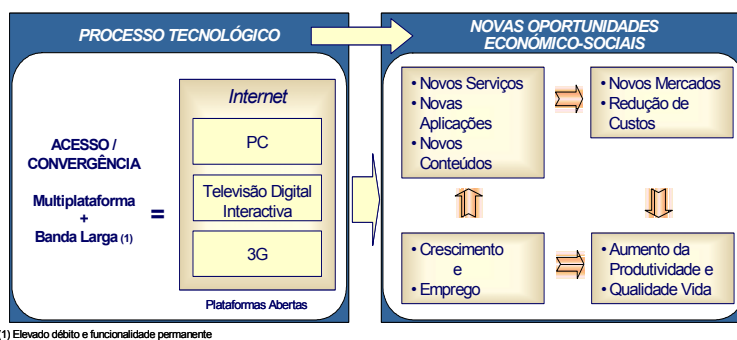 PROCESSO TECNOLÓGICO
ACESSO /
CONVERGÊNCIA
Multiplataforma
+
Banda Larga (1)
=
Internet
PC
Televisão Digital
Interactiva
3G
Plataformas Abertas
NOVAS OPORTUNIDADES
ECONÓMICO-SOCIAIS
• Novos Serviços
• Novas
Aplicações
• Novos
Conteúdos
• Novos Mercados
• Redução de
Custos
• Crescimento
e
• Emprego
• Aumento da
Produtividade e
• Qualidade Vida
(1) Elevado débito e funcionalidade permanente